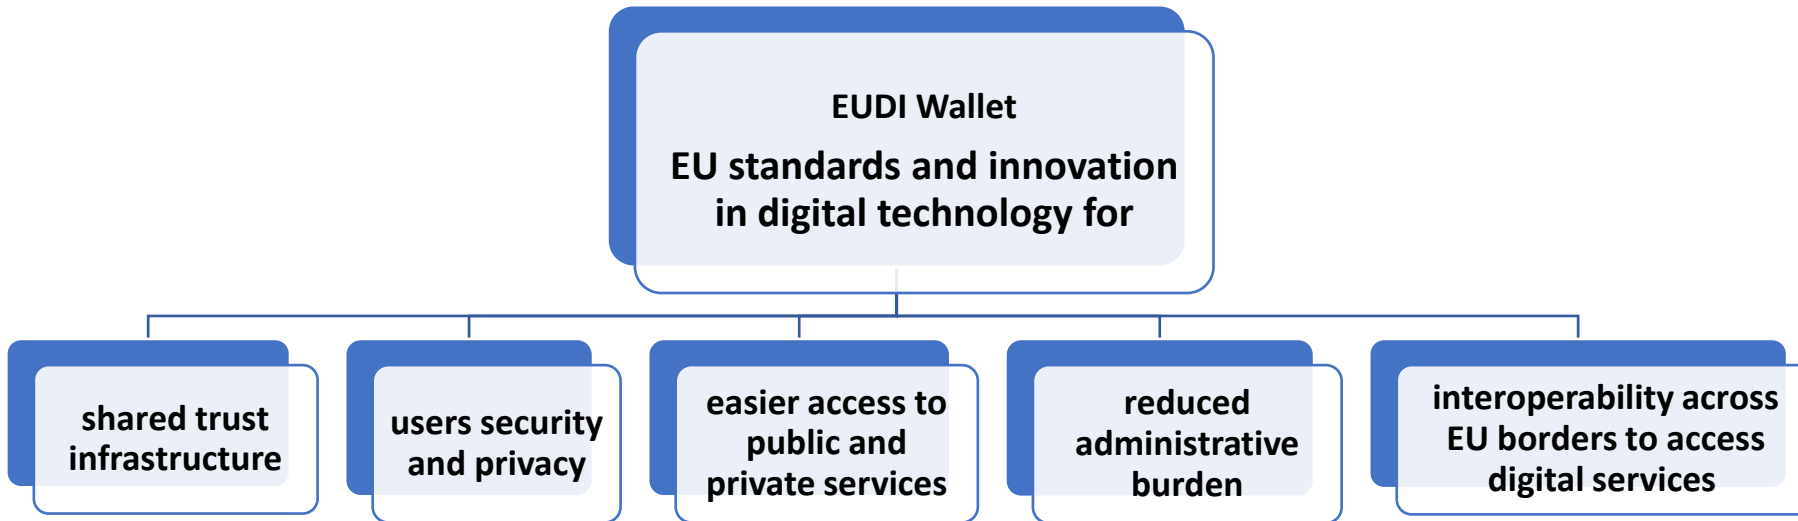 EUDI Wallet
EU standards and innovation
in digital technology for
shared trust
infrastructure
users security
and privacy
easier access to
public and
private services
reduced
administrative
burden
interoperability across
EU borders to access
digital services